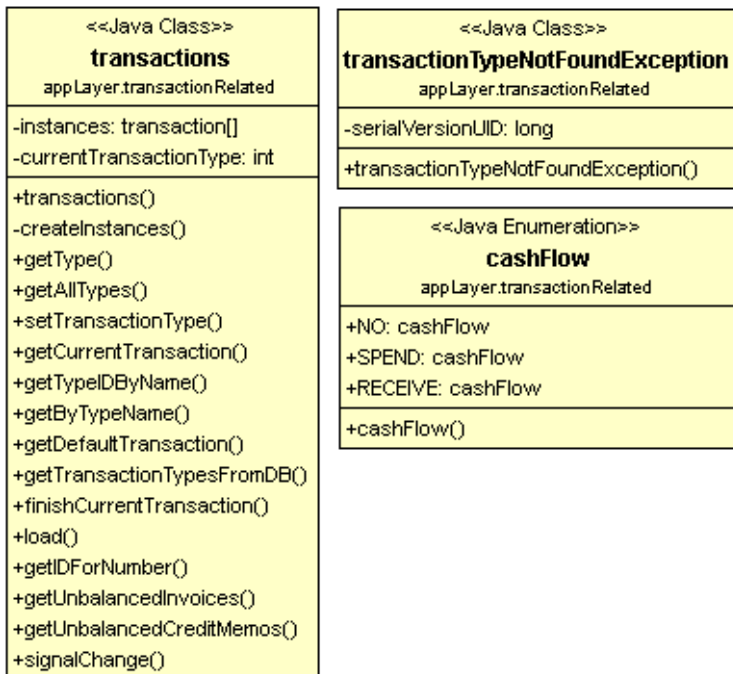 <<Java Class>>
transactions
appLayer.transactionRelated
-instances: transaction[]
-currentTransactionType: int
+transactions()
-createInstances()
+getType()
+getAllTypes()
+setTransactionType()
+getCurrentTransaction()
+getTypeIDByName()
+getByTypeName()
+getDefaultTransaction()
+getTransactionTypesFromDB()
+finishCurrentTransaction()
+load()
+getIDForNumber()
+getUnbalancedInvoices()
+getUnbalancedCreditMemos()
+signalChange()
<<Java Class>>
transactionTypeNotFoundException
appLayer.transactionRelated
-serialVersionUID: long
+transactionTypeNotFoundException()
<<Java Enumeration>>
cashFlow
appLayer.transactionRelated
+NO: cashFlow
+SPEND: cashFlow
+RECEIVE: cashFlow
+cashFlow()